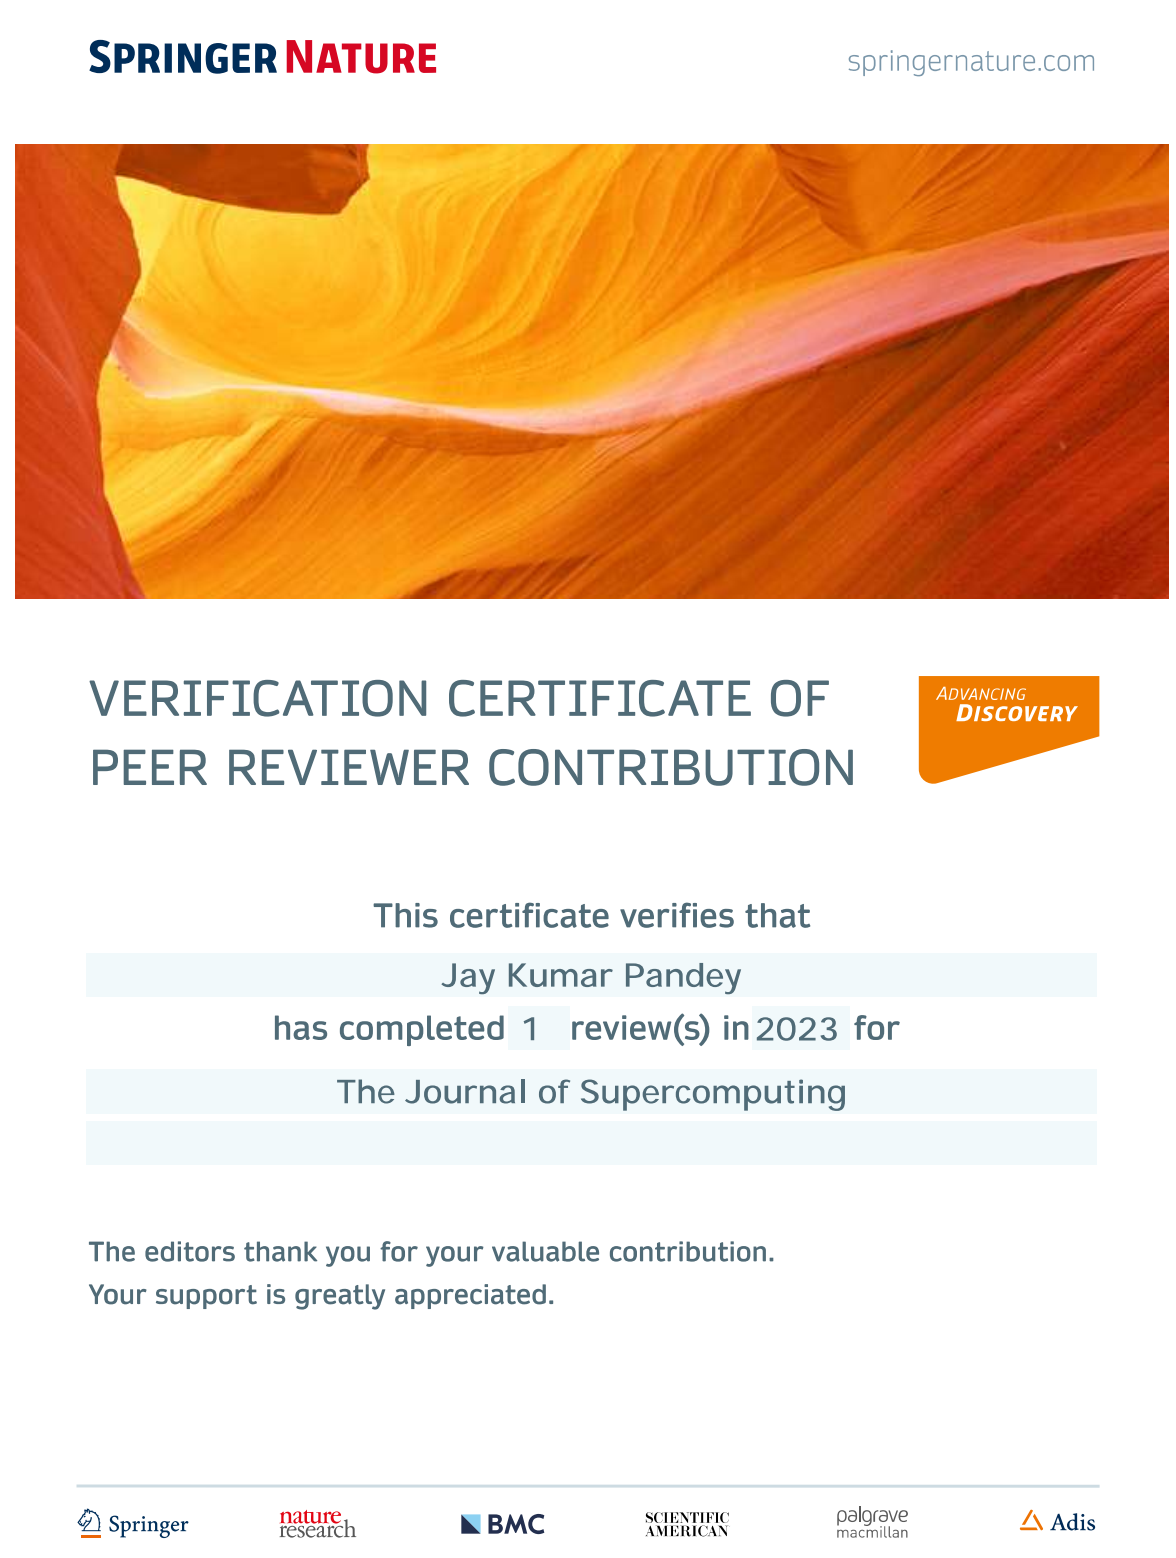 SPRINGER NATURE
springernature.com
VERIFICATION CERTIFICATE OF
PEER REVIEWER CONTRIBUTION
ADVANCING
DISCOVERY
This certificate verifies that
Jay Kumar Pandey
has completed 1 review(s) in 2023 for
The Journal of Supercomputing
The editors thank you for your valuable contribution.
Your support is greatly appreciated.
Springer
nature
research
BMC
SCIENTIFIC
AMERICAN
palgrave
macmillan
Adis